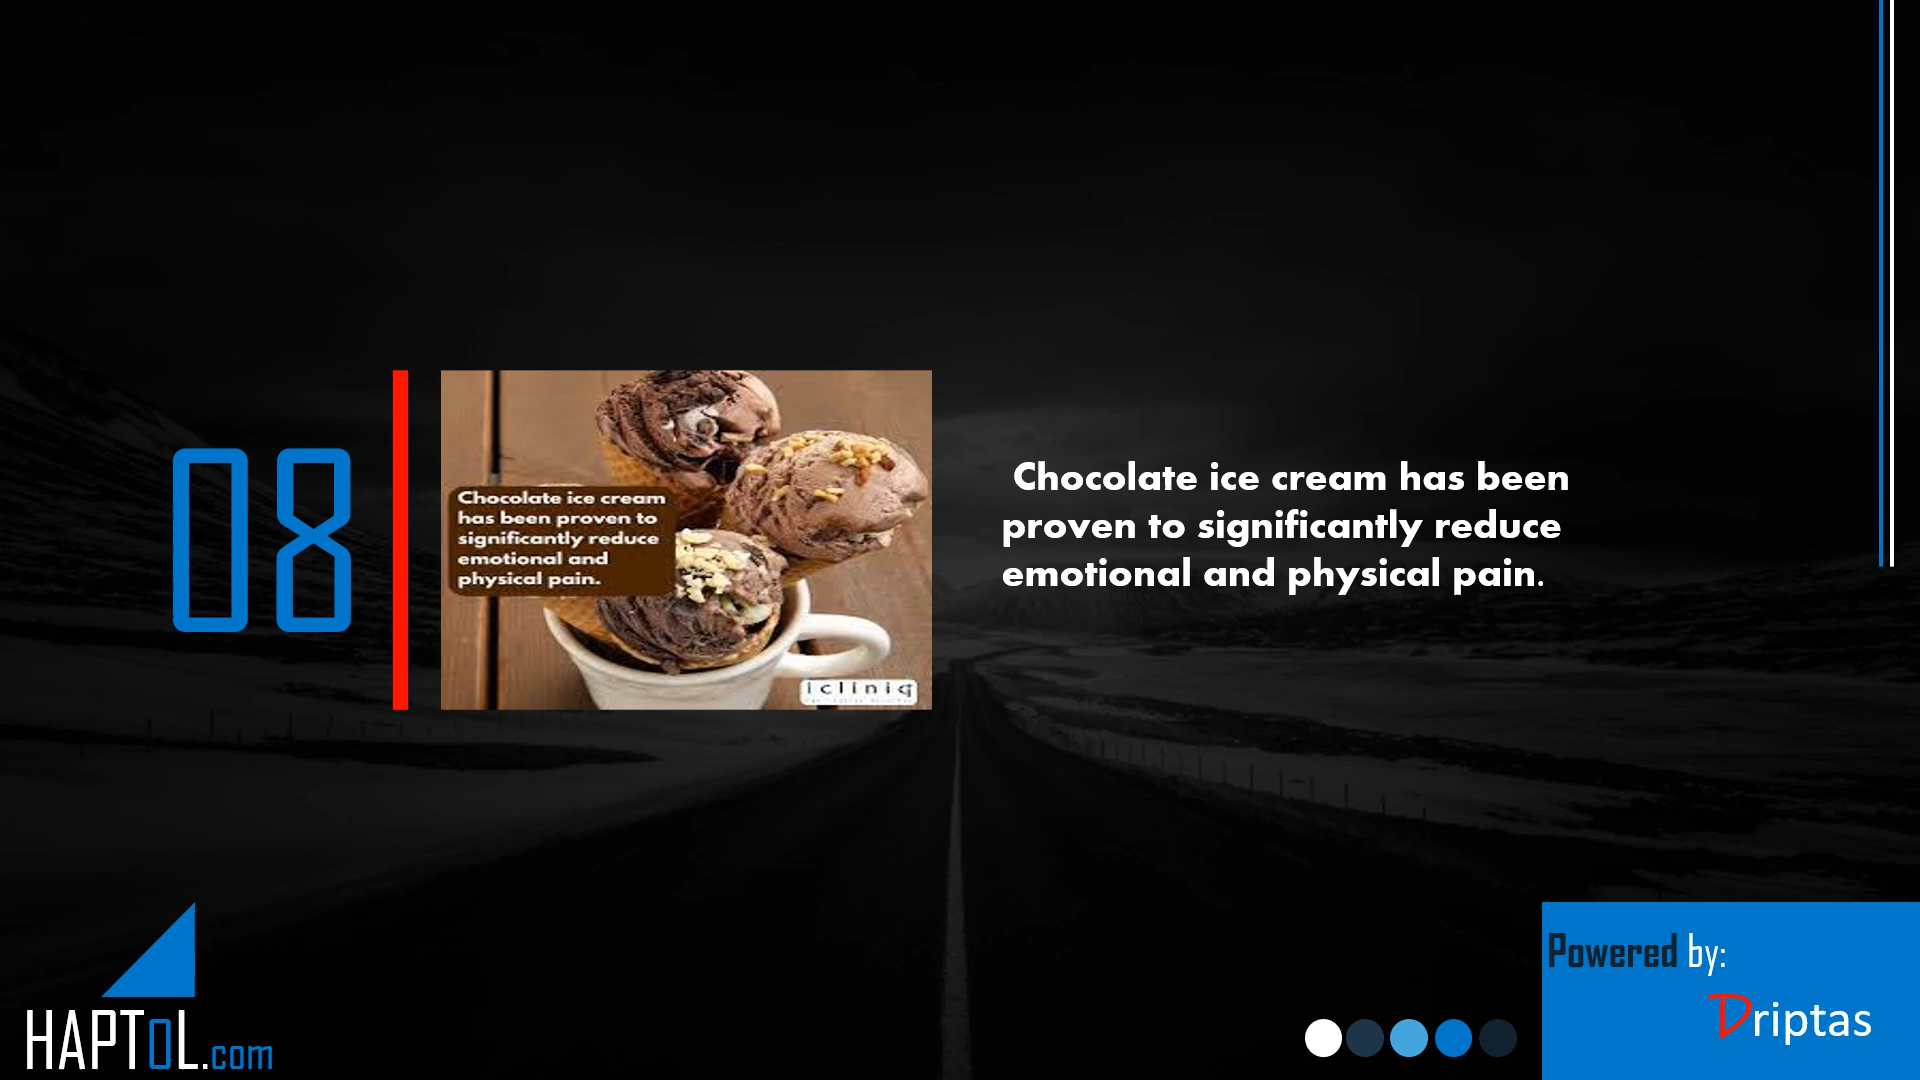 08
Chocolate ice cream
has been proven to
significantly reduce
emotional and
physical pain.
icliniq
Chocolate ice cream has been
proven to significantly reduce
emotional and physical pain.
HAPTOL.com
Powered by:
Driptas